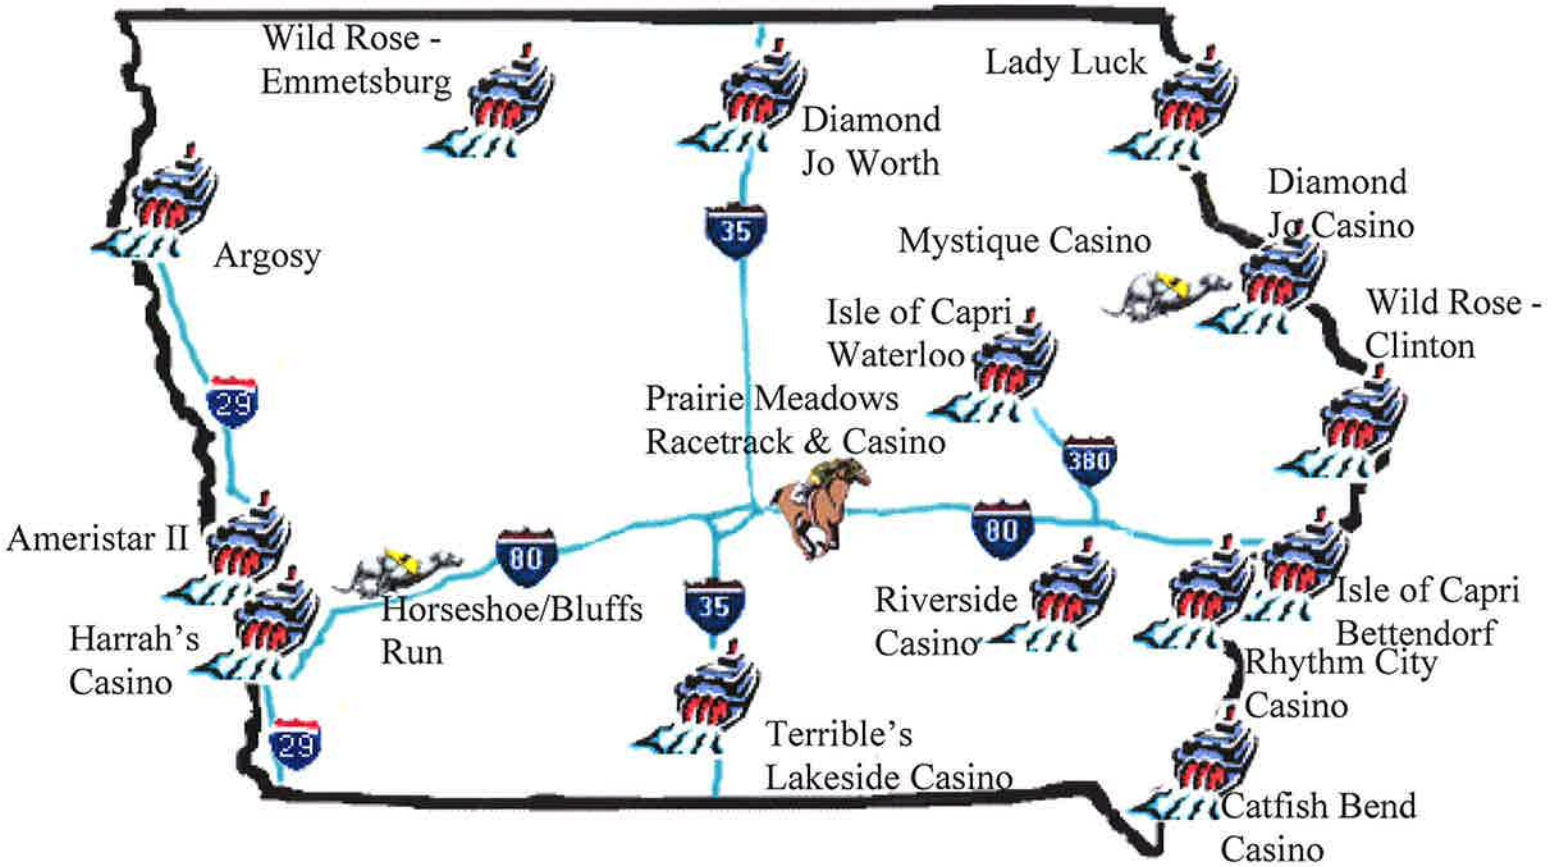 Wild Rose -
Emmetsburg
Lady Luck
Diamond
Jo Worth
Diamond
Jo Casino
35
Mystique Casino
Argosy
Isle of Capri
Waterloo
Wild Rose -
Clinton
29
Prairie Meadows
Racetrack & Casino
380
Ameristar II
80
80
Horseshoe/Bluffs
Run
35
Riverside
Casino
Isle of Capri
Bettendorf
Harrah's
Casino
Rhythm City
Casino
29
Terrible's
Lakeside Casino
Catfish Bend
Casino